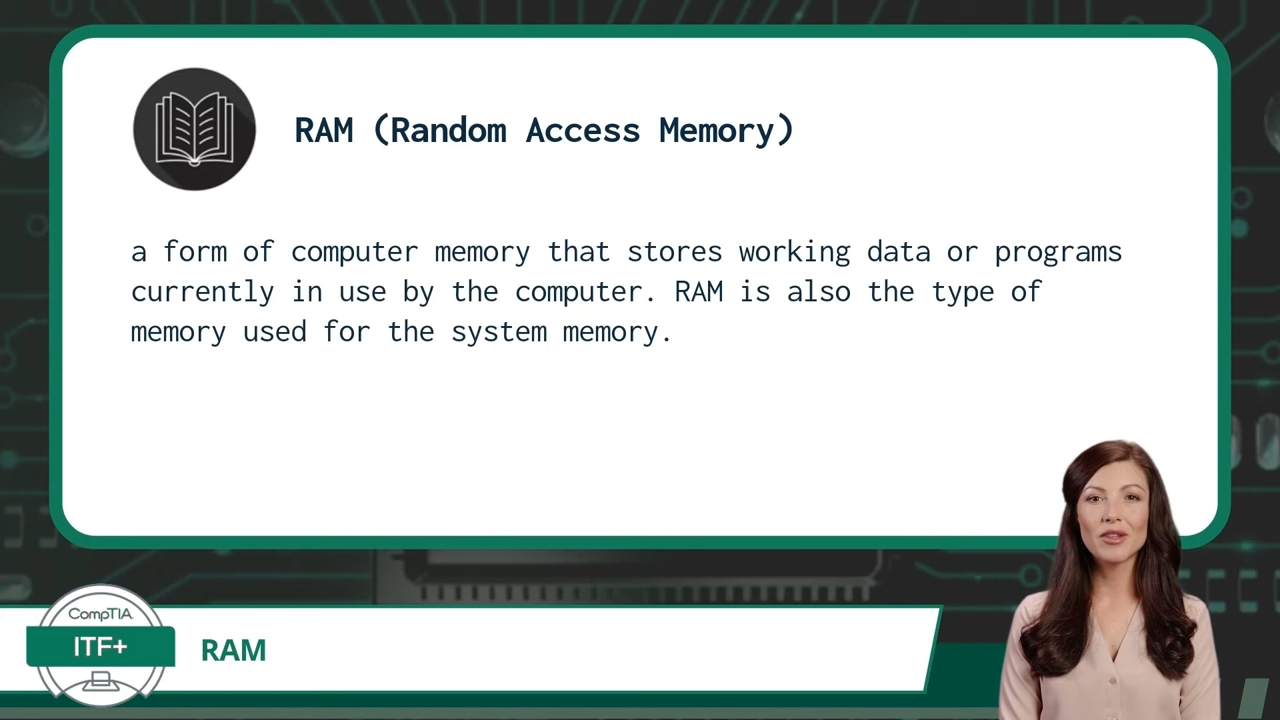 RAM (Random Access Memory)
a form of computer memory that stores working data or programs
currently in use by the computer. RAM is also the type of
memory used for the system memory.
CompTIA.
ITF+
RAM